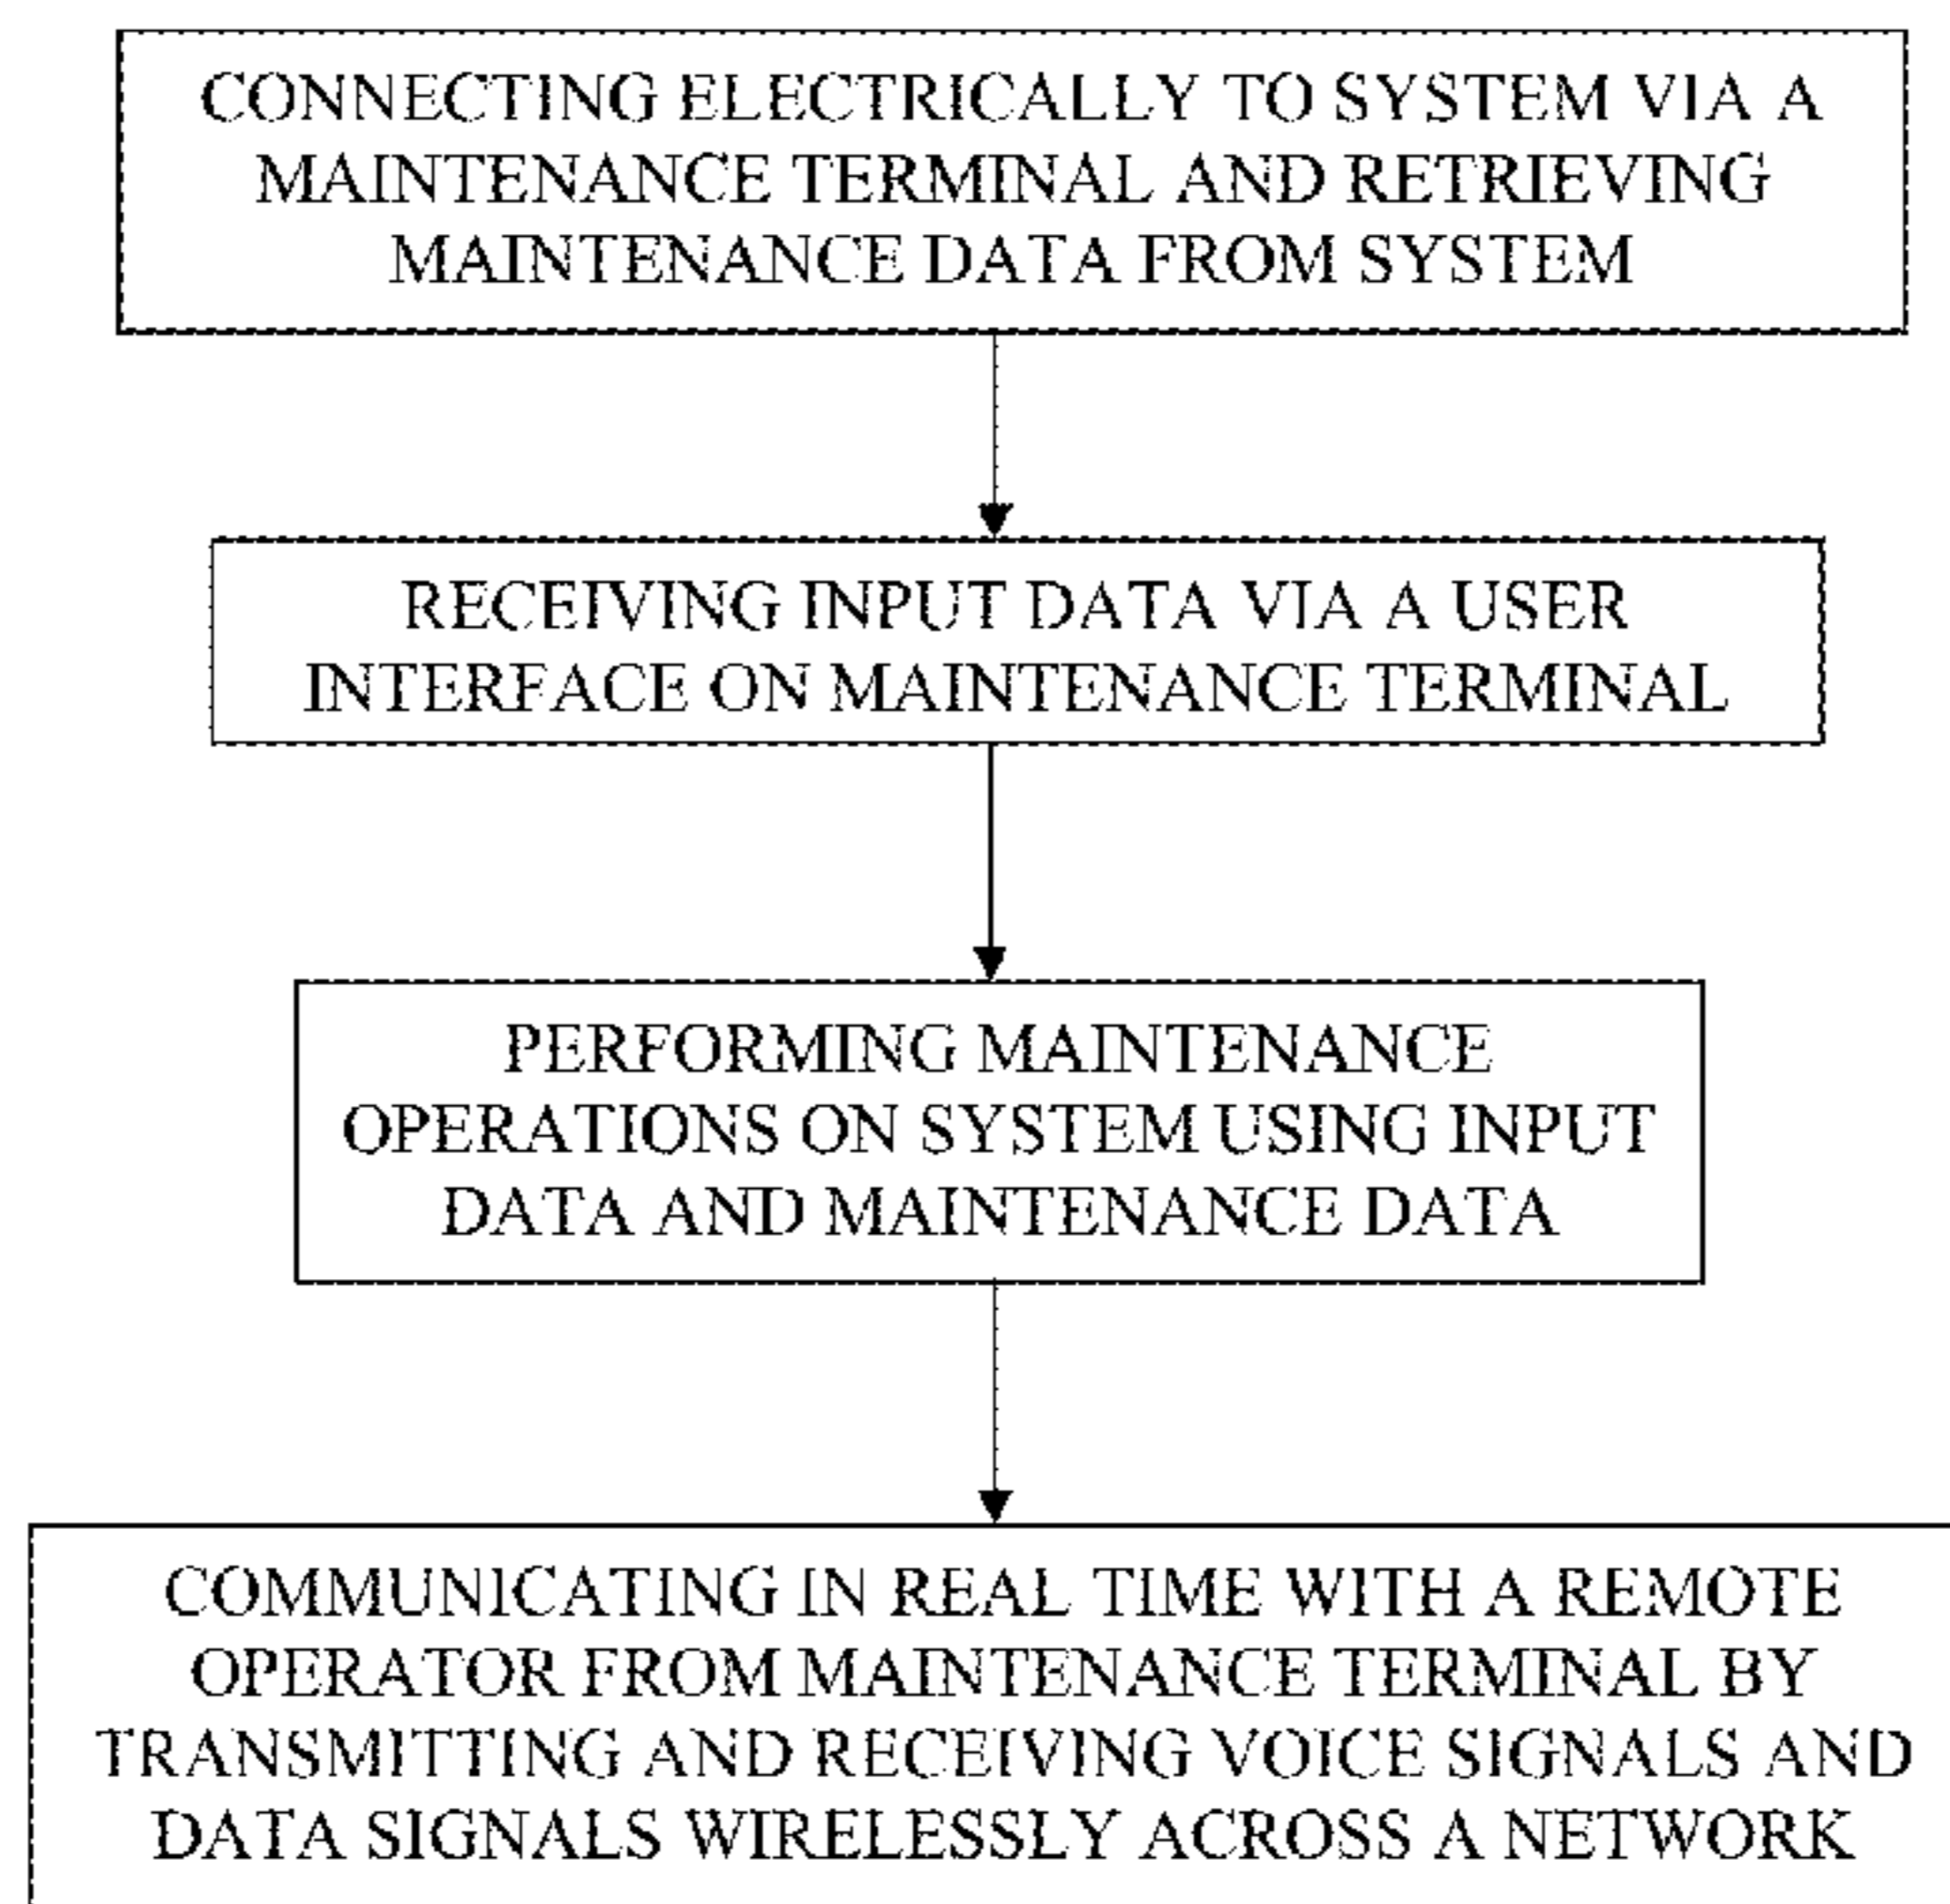 CONNECTING ELECTRICALLY TO SYSTEM VIA A
MAINTENANCE TERMINAL AND RETRIEVING
MAINTENANCE DATA FROM SYSTEM
RECEIVING INPUT DATA VIA A USER
INTERFACE ON MAINTENANCE TERMINAL
PERFORMING MAINTENANCE
OPERATIONS ON SYSTEM USING INPUT
DATA AND MAINTENANCE DATA
COMMUNICATING IN REAL TIME WITH A REMOTE
OPERATOR FROM MAINTENANCE TERMINAL BY
TRANSMITTING AND RECEIVING VOICE SIGNALS AND
DATA SIGNALS WIRELESSLY ACROSS A NETWORK